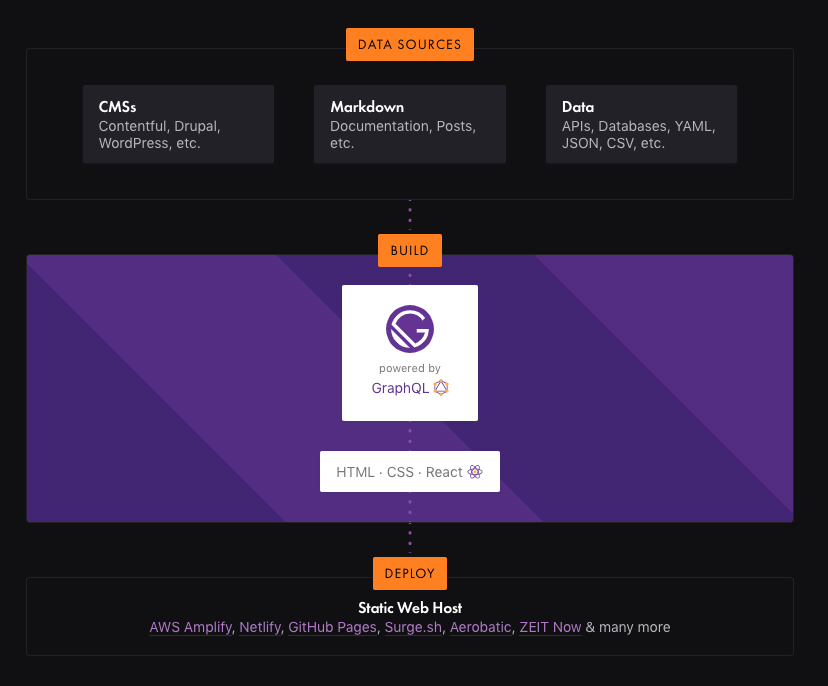 DATA SOURCES
CMSs
Contentful, Drupal,
WordPress, etc.
Markdown
Documentation, Posts,
etc.
Data
APIs, Databases, YAML,
JSON, CSV, etc.
BUILD
powered by
GraphQL
HTML · CSS · React
DEPLOY
Static Web Host
AWS Amplify, Netlify, GitHub Pages, Surge.sh, Aerobatic, ZEIT Now & many more